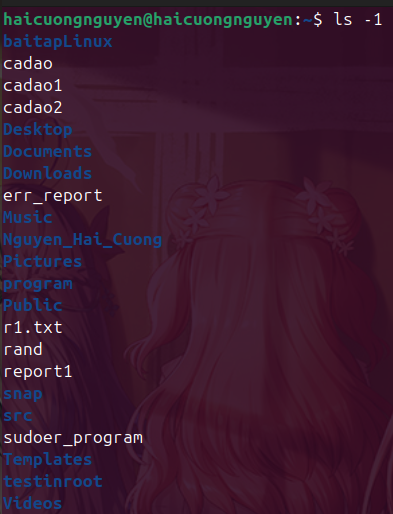 haicuongnguyen@haicuongnguyen:~$ ls -1
baitapLinux
cadao
cadao1
cadao2
Desktop
Documents
Downloads
err_report
Music
Nguyen_Hai_Cuong
Pictures
program
Public
r1.txt
rand
report1
snap
src
sudoer_program
Templates
testinroot
Videos